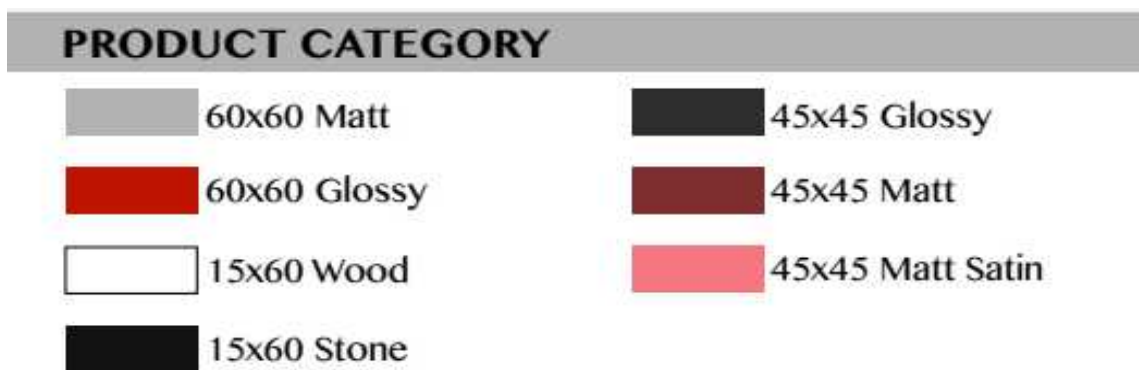 PRODUCT CATEGORY
60x60 Matt
60x60 Glossy
15x60 Wood
15x60 Stone
45x45 Glossy
45x45 Matt
45x45 Matt Satin